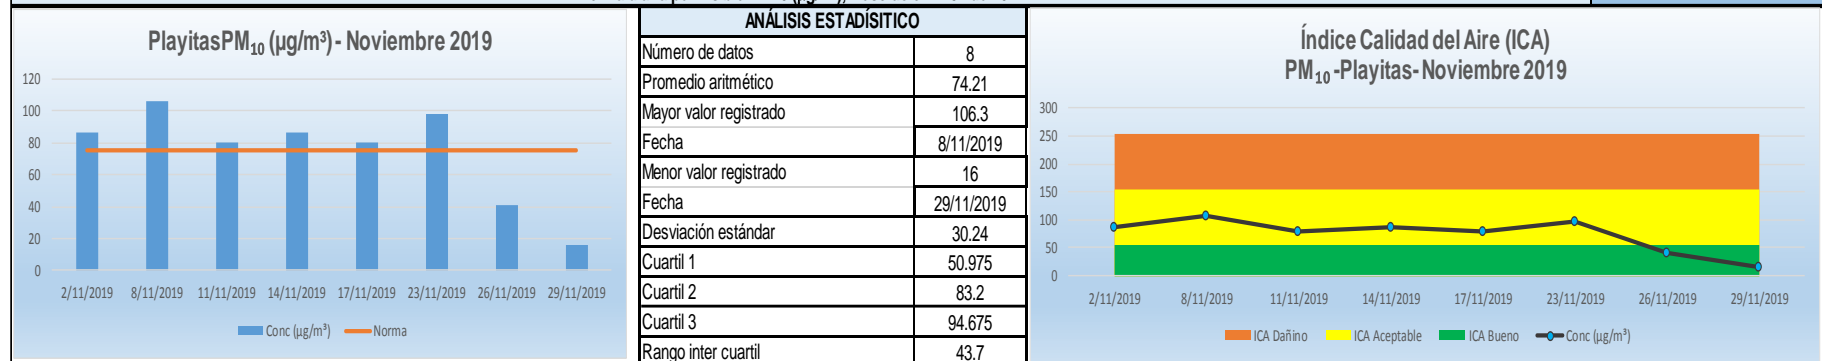 PlayitasPM₁₀ (µg/m³) - Noviembre 2019
120
100
80
60
40
20
0
2/11/2019 8/11/2019 11/11/2019 14/11/2019 17/11/2019 23/11/2019 26/11/2019 29/11/2019
Conc (µg/m³) Norma
ANÁLISIS ESTADÍSITICO
Número de datos 8
Promedio aritmético 74.21
Mayor valor registrado 106.3
Fecha 8/11/2019
Menor valor registrado 16
Fecha 29/11/2019
Desviación estándar 30.24
Cuartil 1 50.975
Cuartil 2 83.2
Cuartil 3 94.675
Rango inter cuartil 43.7
Índice Calidad del Aire (ICA)
PM₁₀ -Playitas- Noviembre 2019
300
250
200
150
100
50
0
2/11/2019 8/11/2019 11/11/2019 14/11/2019 17/11/2019 23/11/2019 26/11/2019 29/11/2019
ICA Dañino ICA Aceptable ICA Bueno Conc (µg/m³)